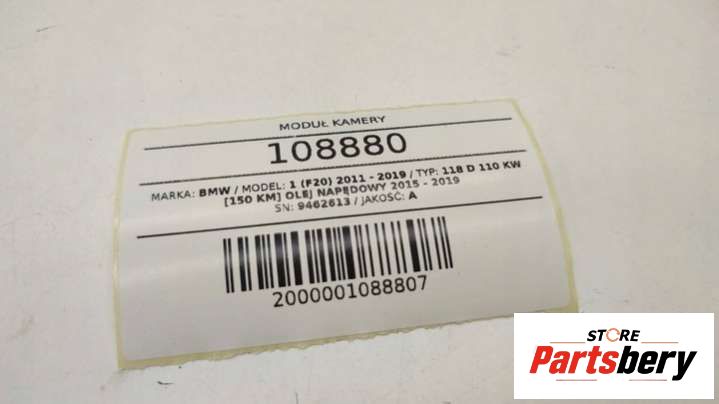 MODUŁ KAMERY
108880
MARKA: BMW / MODEL: 1 (F20) 2011 - 2019 / TYP: 118 D 110 KW
[150 KM] OLEJ NAPĘDOWY 2015 - 2019
SN: 9462613 / JAKOŚĆ: A
2000001088807
STORE
Partsbery